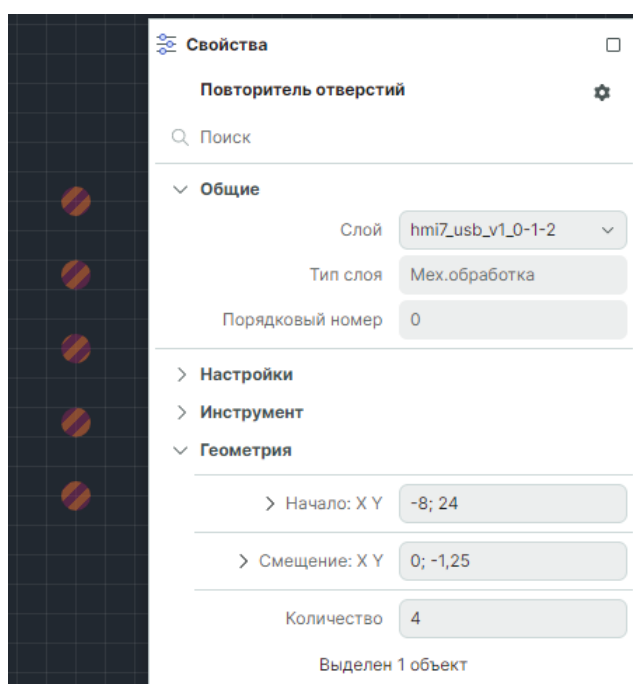 Свойства
Повторитель отверстий
Поиск
Общие
Слой hmi7_usb_v1_0-1-2
Тип слоя Мех.обработка
Порядковый номер 0
Настройки
Инструмент
Геометрия
Начало: X Y -8; 24
Смещение: X Y 0; -1,25
Количество 4
Выделен 1 объект